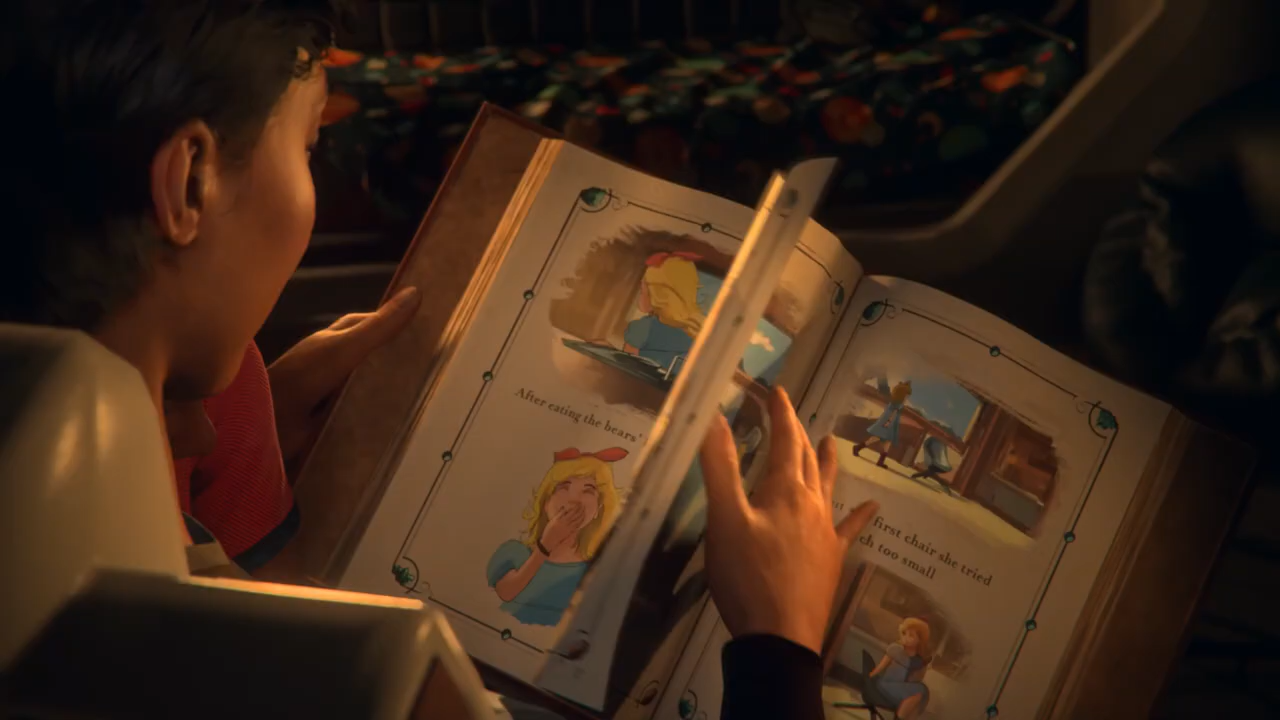 After eating the bears'
first chair she tried
too small